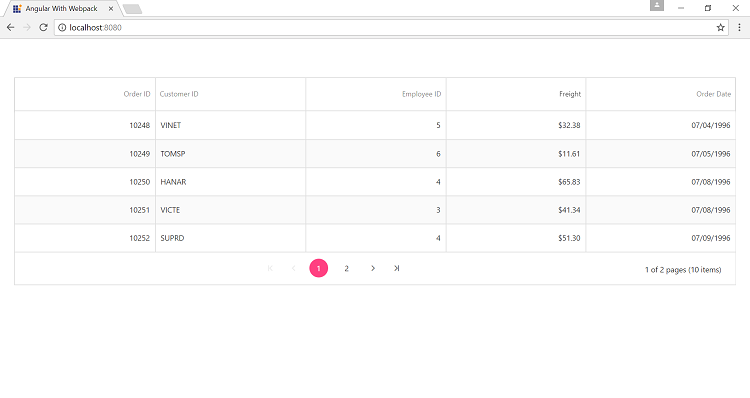 Angular With Webpack
localhost:8080
Order ID Customer ID Employee ID Freight Order Date
10248 VINET 5 $32.38 07/04/1996
10249 TOMSP 6 $11.61 07/05/1996
10250 HANAR 4 $65.83 07/08/1996
10251 VICTE 3 $41.34 07/08/1996
10252 SUPRD 4 $51.30 07/09/1996
1 2 1 of 2 pages (10 items)